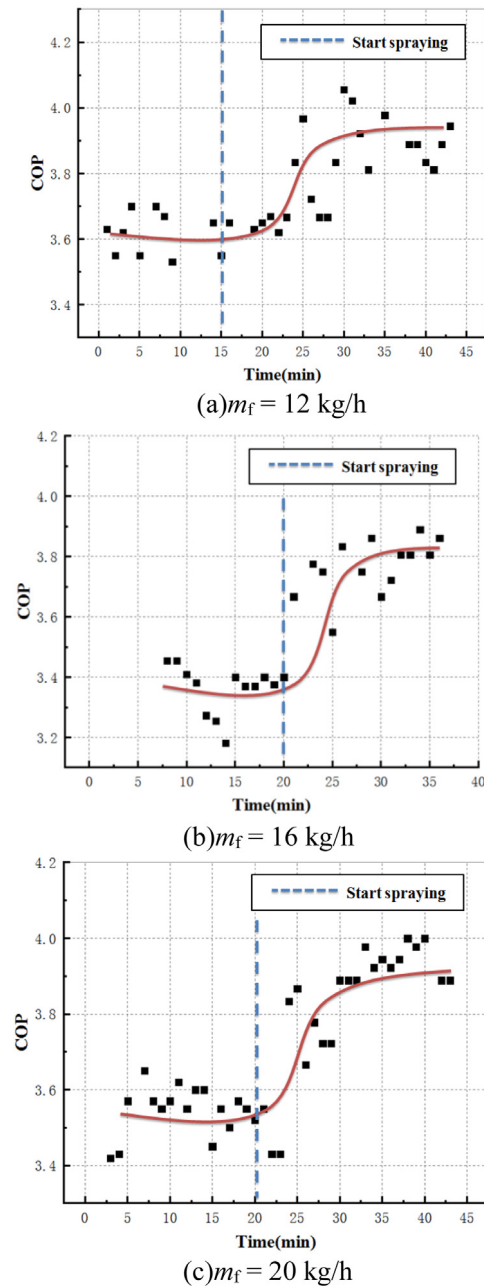 4.2
4.0
3.8
3.6
3.4
COP
Start spraying
0 5 10 15 20 25 30 35 40 45
Time(min)
(a)mf = 12 kg/h
4.2
4.0
3.8
3.6
3.4
3.2
COP
Start spraying
0 5 10 15 20 25 30 35 40
Time(min)
(b)mf = 16 kg/h
4.2
4.0
3.8
3.6
3.4
COP
Start spraying
0 5 10 15 20 25 30 35 40 45
Time(min)
(c)mf = 20 kg/h